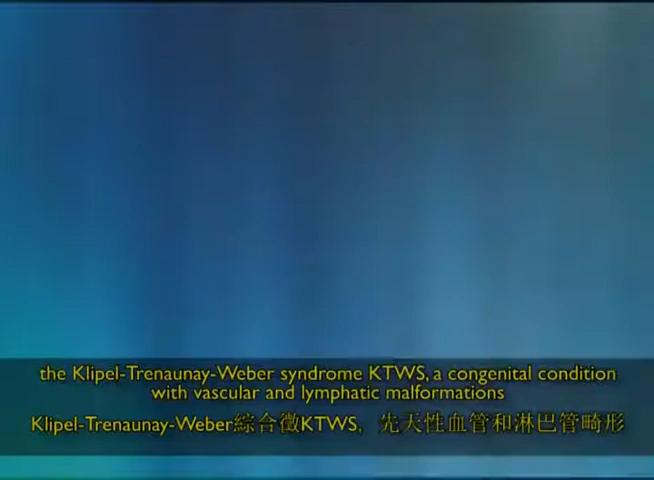 the Klipel-Trenaunay-Weber syndrome KTWS, a congenital condition
with vascular and lymphatic malformations
Klipel-Trenaunay-Weber綜合徵KTWS, 先天性血管和淋巴管畸形